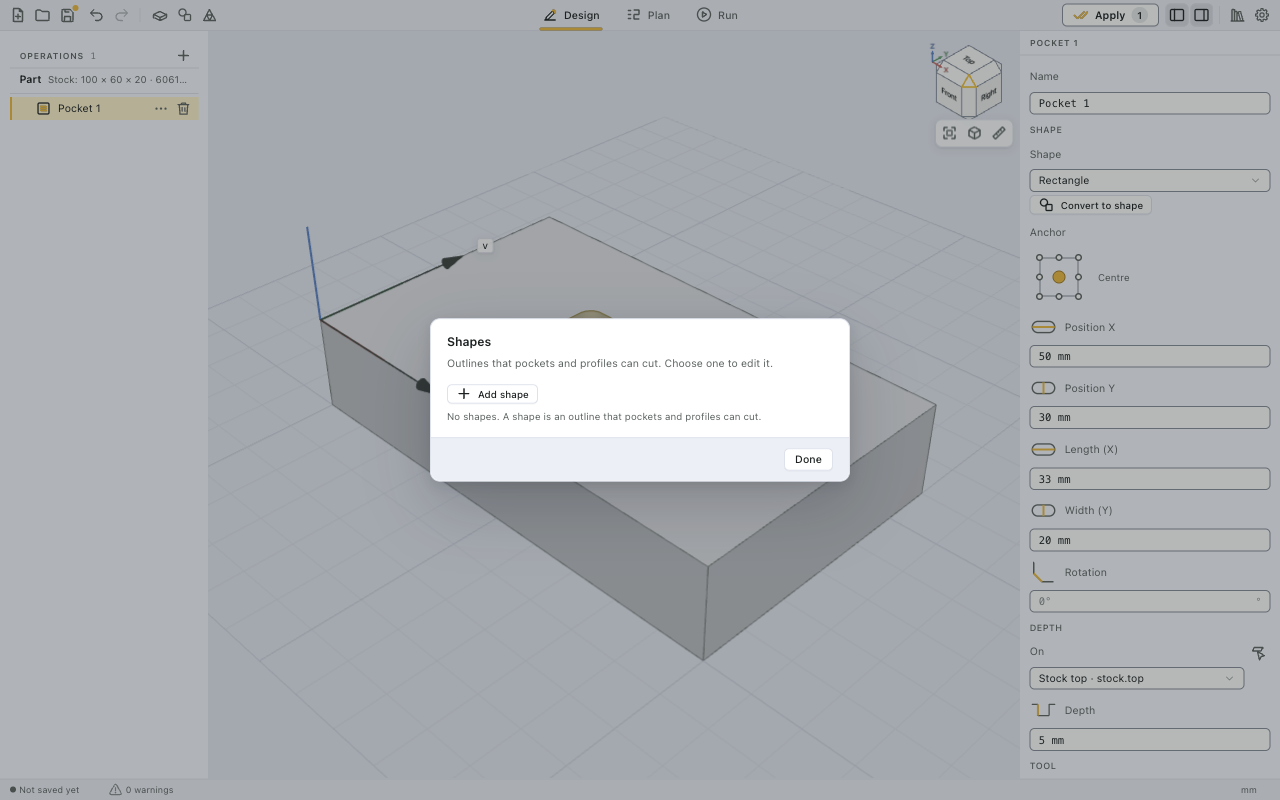 Design
Plan
Run
Apply 1
OPERATIONS 1
Part Stock: 100 × 60 × 20 · 6061...
Pocket 1
Z
Y
X
Top
Front
Right
v
Shapes
Outlines that pockets and profiles can cut. Choose one to edit it.
Add shape
No shapes. A shape is an outline that pockets and profiles can cut.
Done
POCKET 1
Name
Pocket 1
SHAPE
Shape
Rectangle
Convert to shape
Anchor
Centre
Position X
50 mm
Position Y
30 mm
Length (X)
33 mm
Width (Y)
20 mm
Rotation
0° °
DEPTH
On
Stock top · stock.top
Depth
5 mm
TOOL
Not saved yet
0 warnings
mm